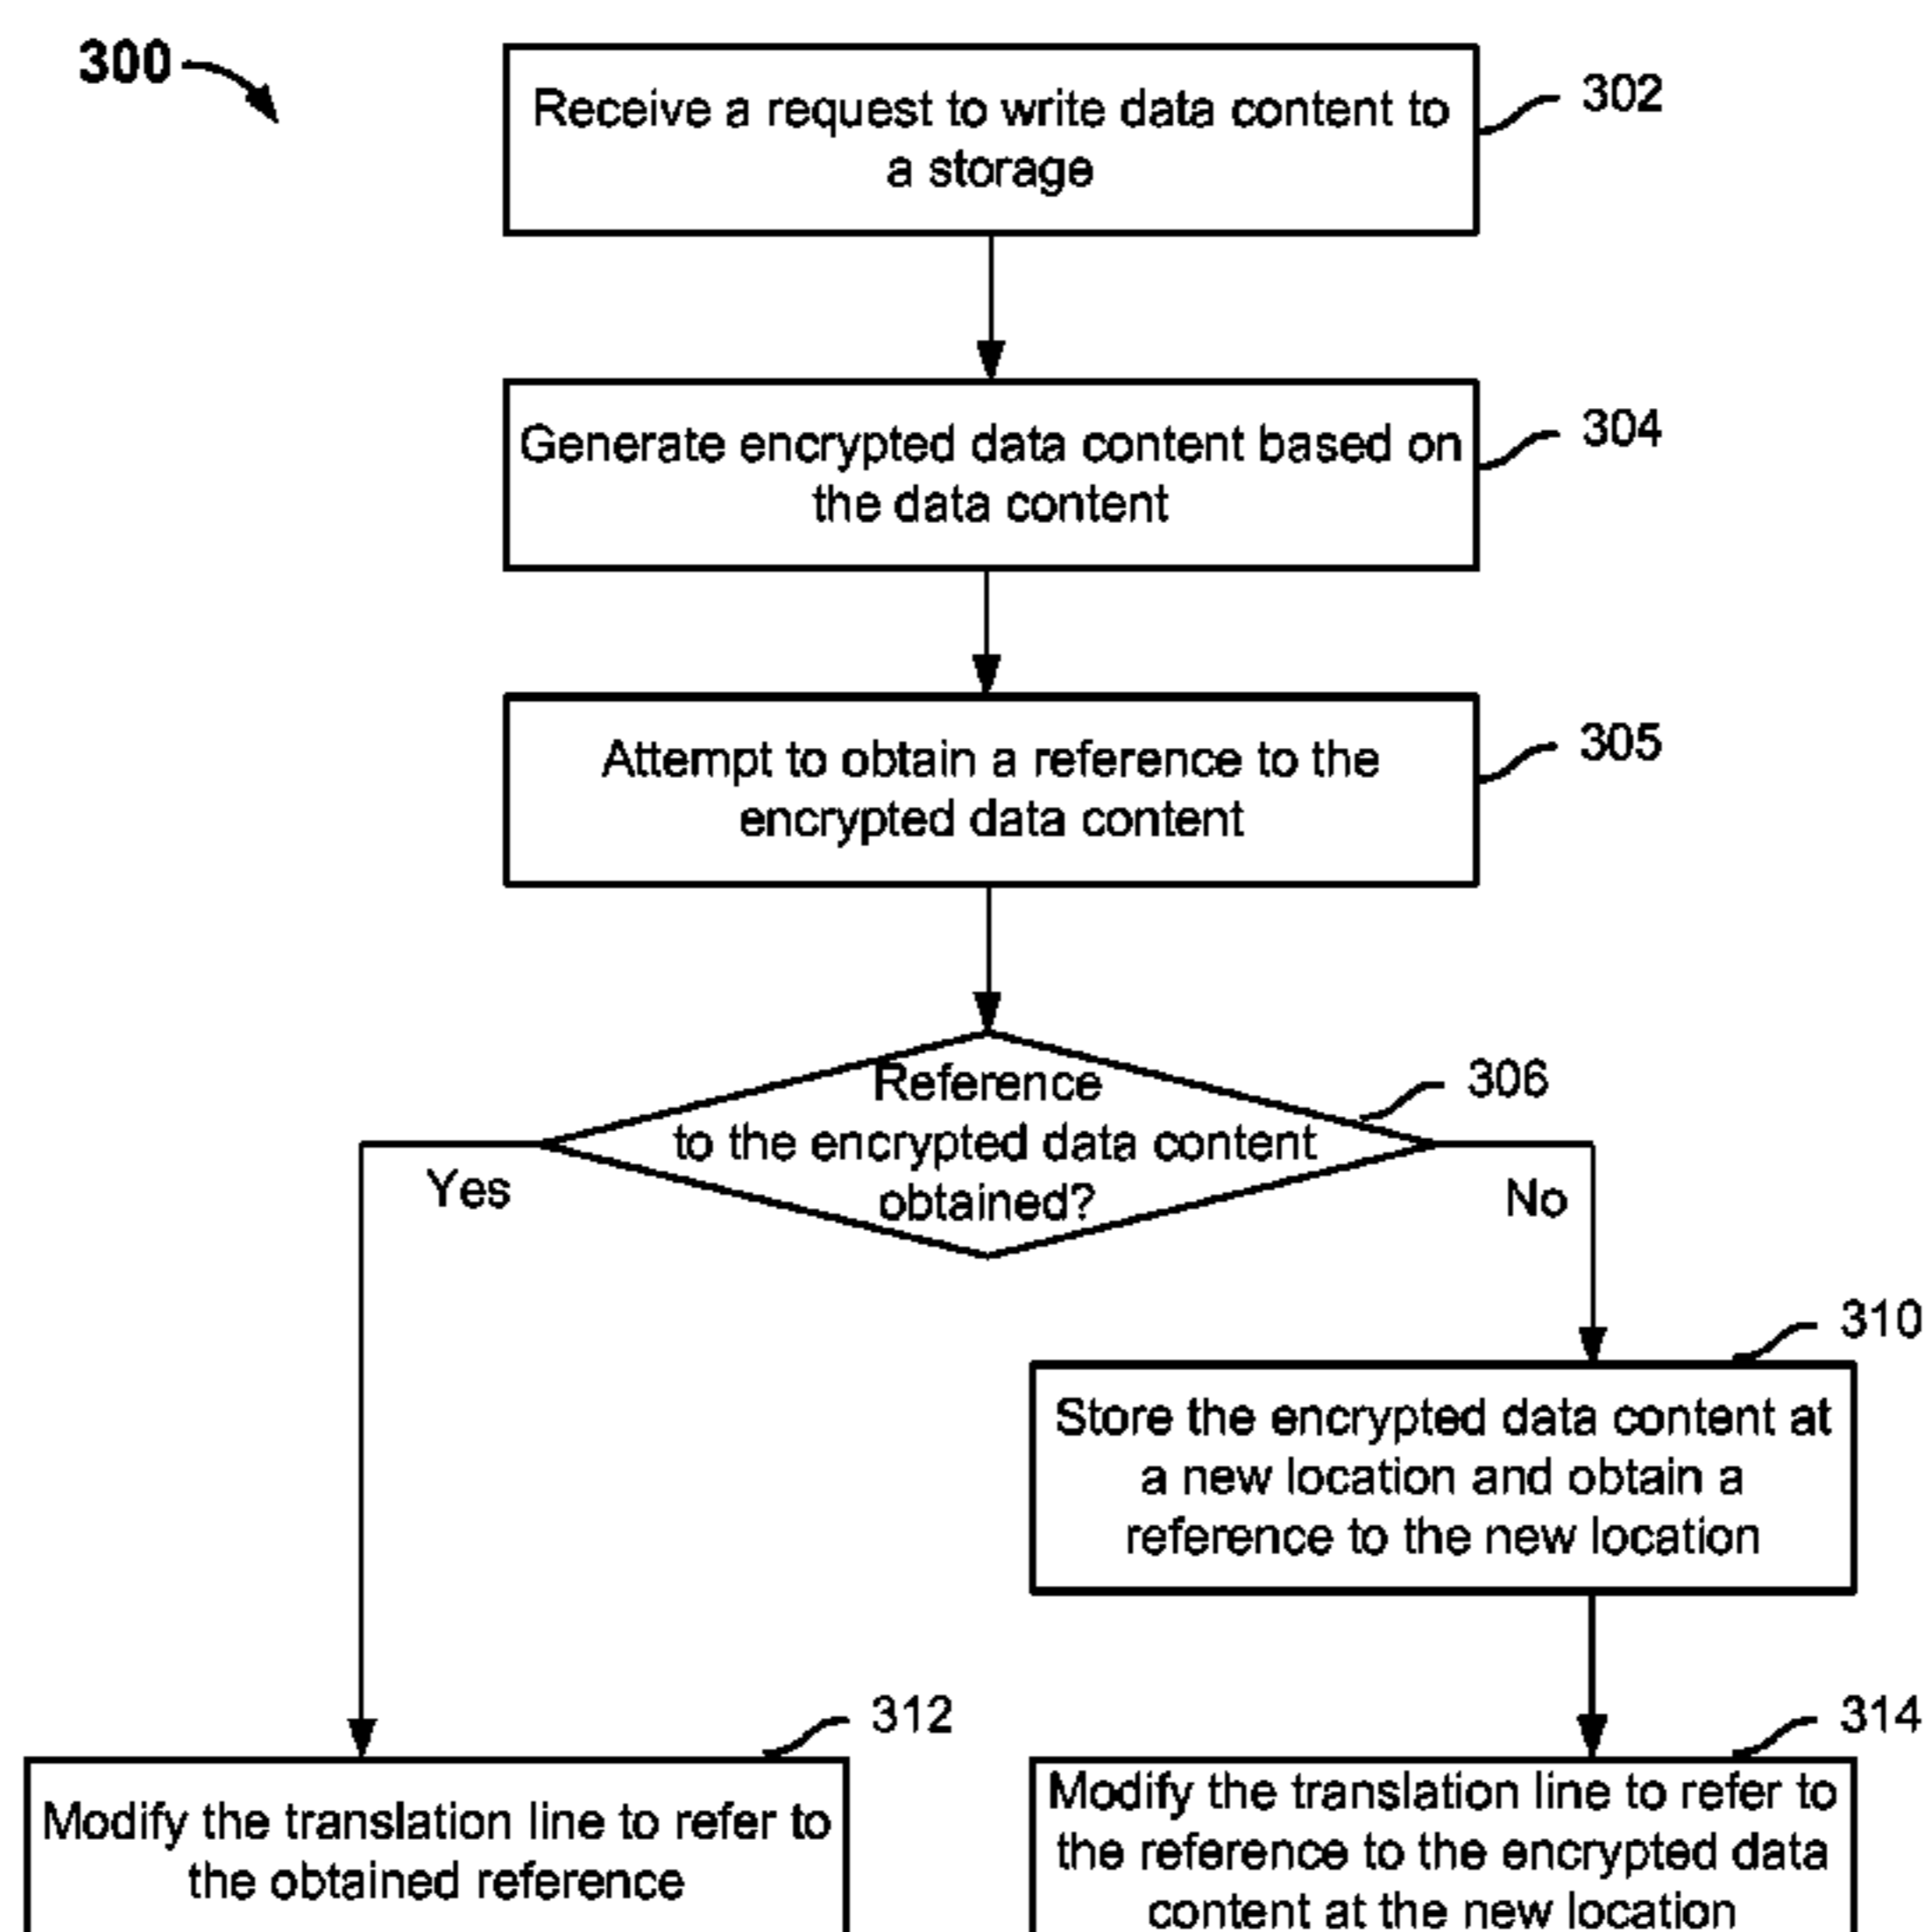 300
Receive a request to write data content to
a storage
302
Generate encrypted data content based on
the data content
304
Attempt to obtain a reference to the
encrypted data content
305
Reference
to the encrypted data content
obtained?
306
Yes
No
310
Store the encrypted data content at
a new location and obtain a
reference to the new location
312
Modify the translation line to refer to
the obtained reference
314
Modify the translation line to refer to
the reference to the encrypted data
content at the new location